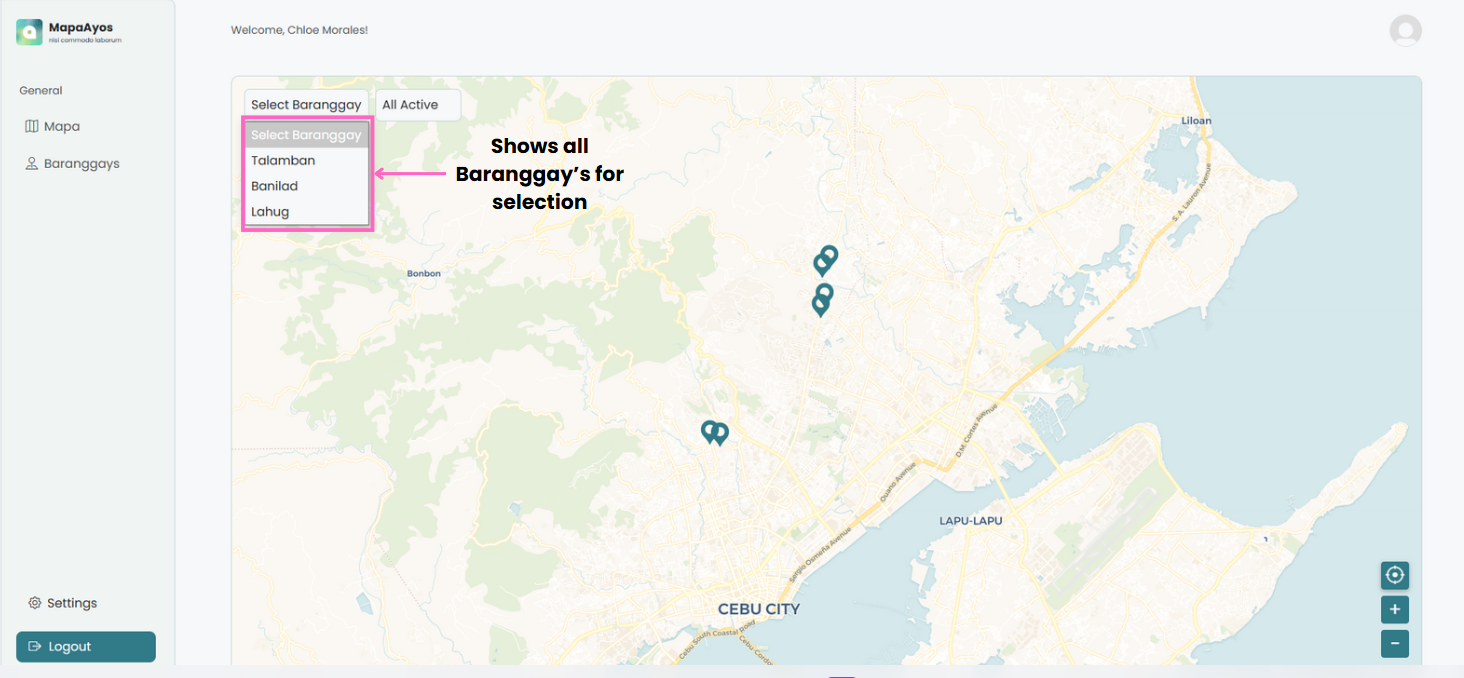 MapaAyos
nisi commodo laborum
Welcome, Chloe Morales!
General
Mapa
Baranggays
Settings
Logout
Select Baranggay
All Active
Select Baranggay
Talamban
Banilad
Lahug
Shows all
Baranggay’s for
selection
Liloan
S. A. Lauron Avenue
Bonbon
D.M. Cortes Avenue
Ouano Avenue
LAPU-LAPU
Sergio Osmeña Avenue
CEBU CITY
Cebu South Coastal Road
Cebu-Cordo
+
−